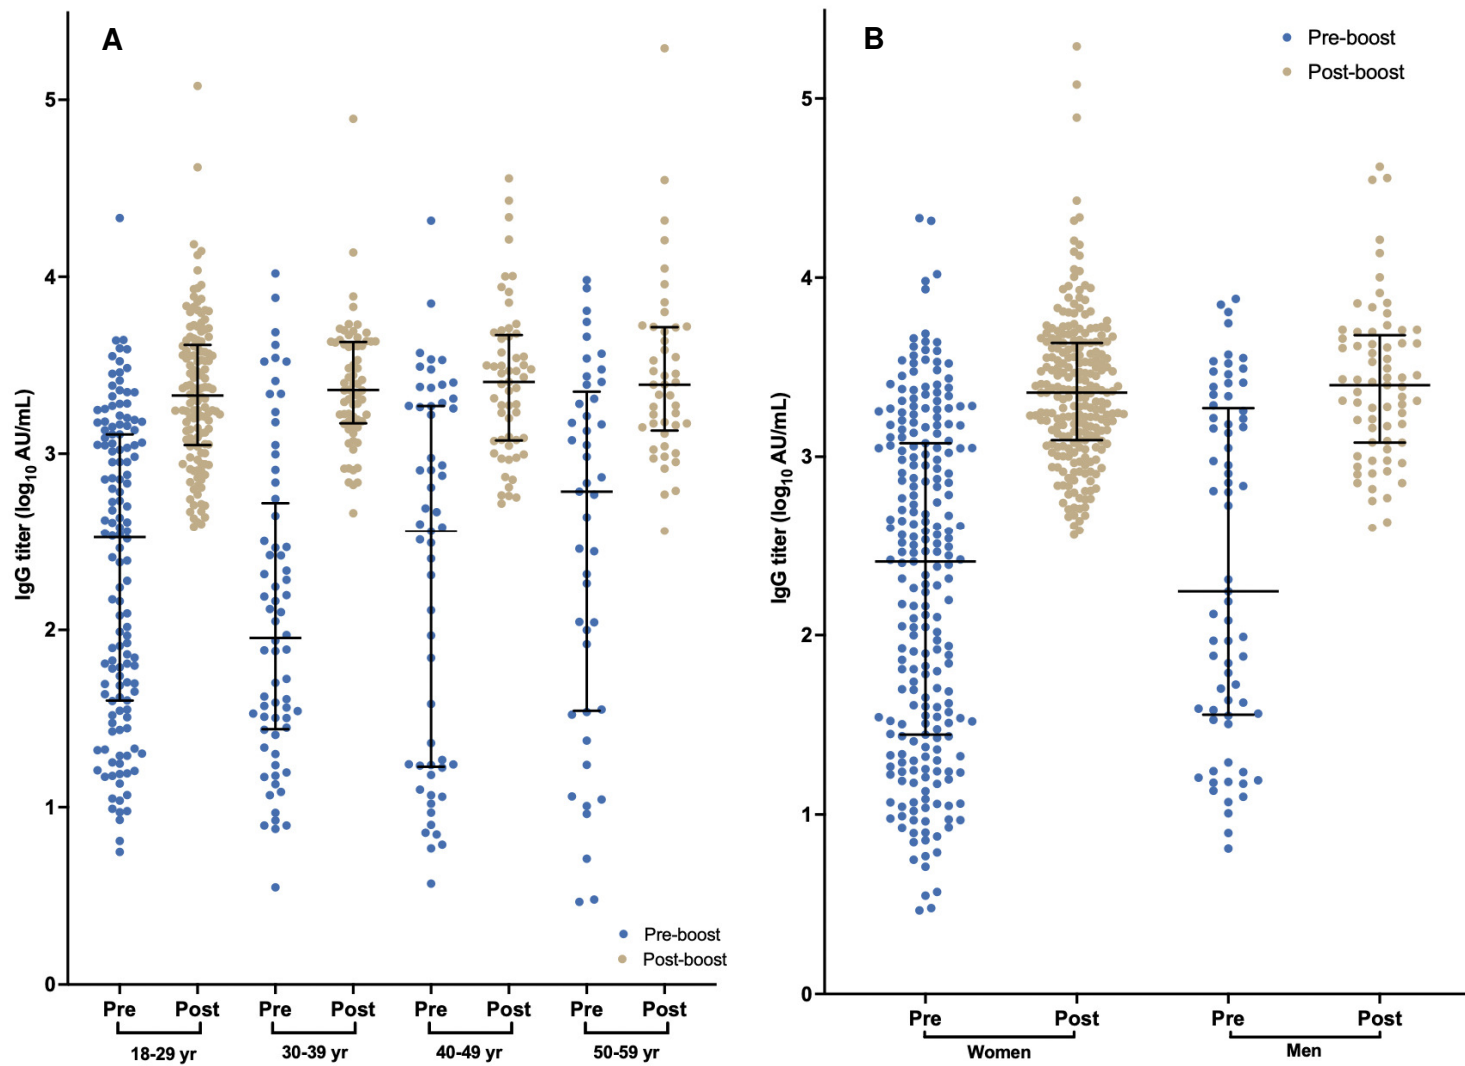 A
IgG titer (log10 AU/mL)
5
4
3
2
1
0
Pre-boost
Post-boost
Pre Post Pre Post Pre Post Pre Post
18-29 yr 30-39 yr 40-49 yr 50-59 yr
B
Pre-boost
Post-boost
IgG titer (log10 AU/mL)
5
4
3
2
1
0
Pre Post Pre Post
Women Men